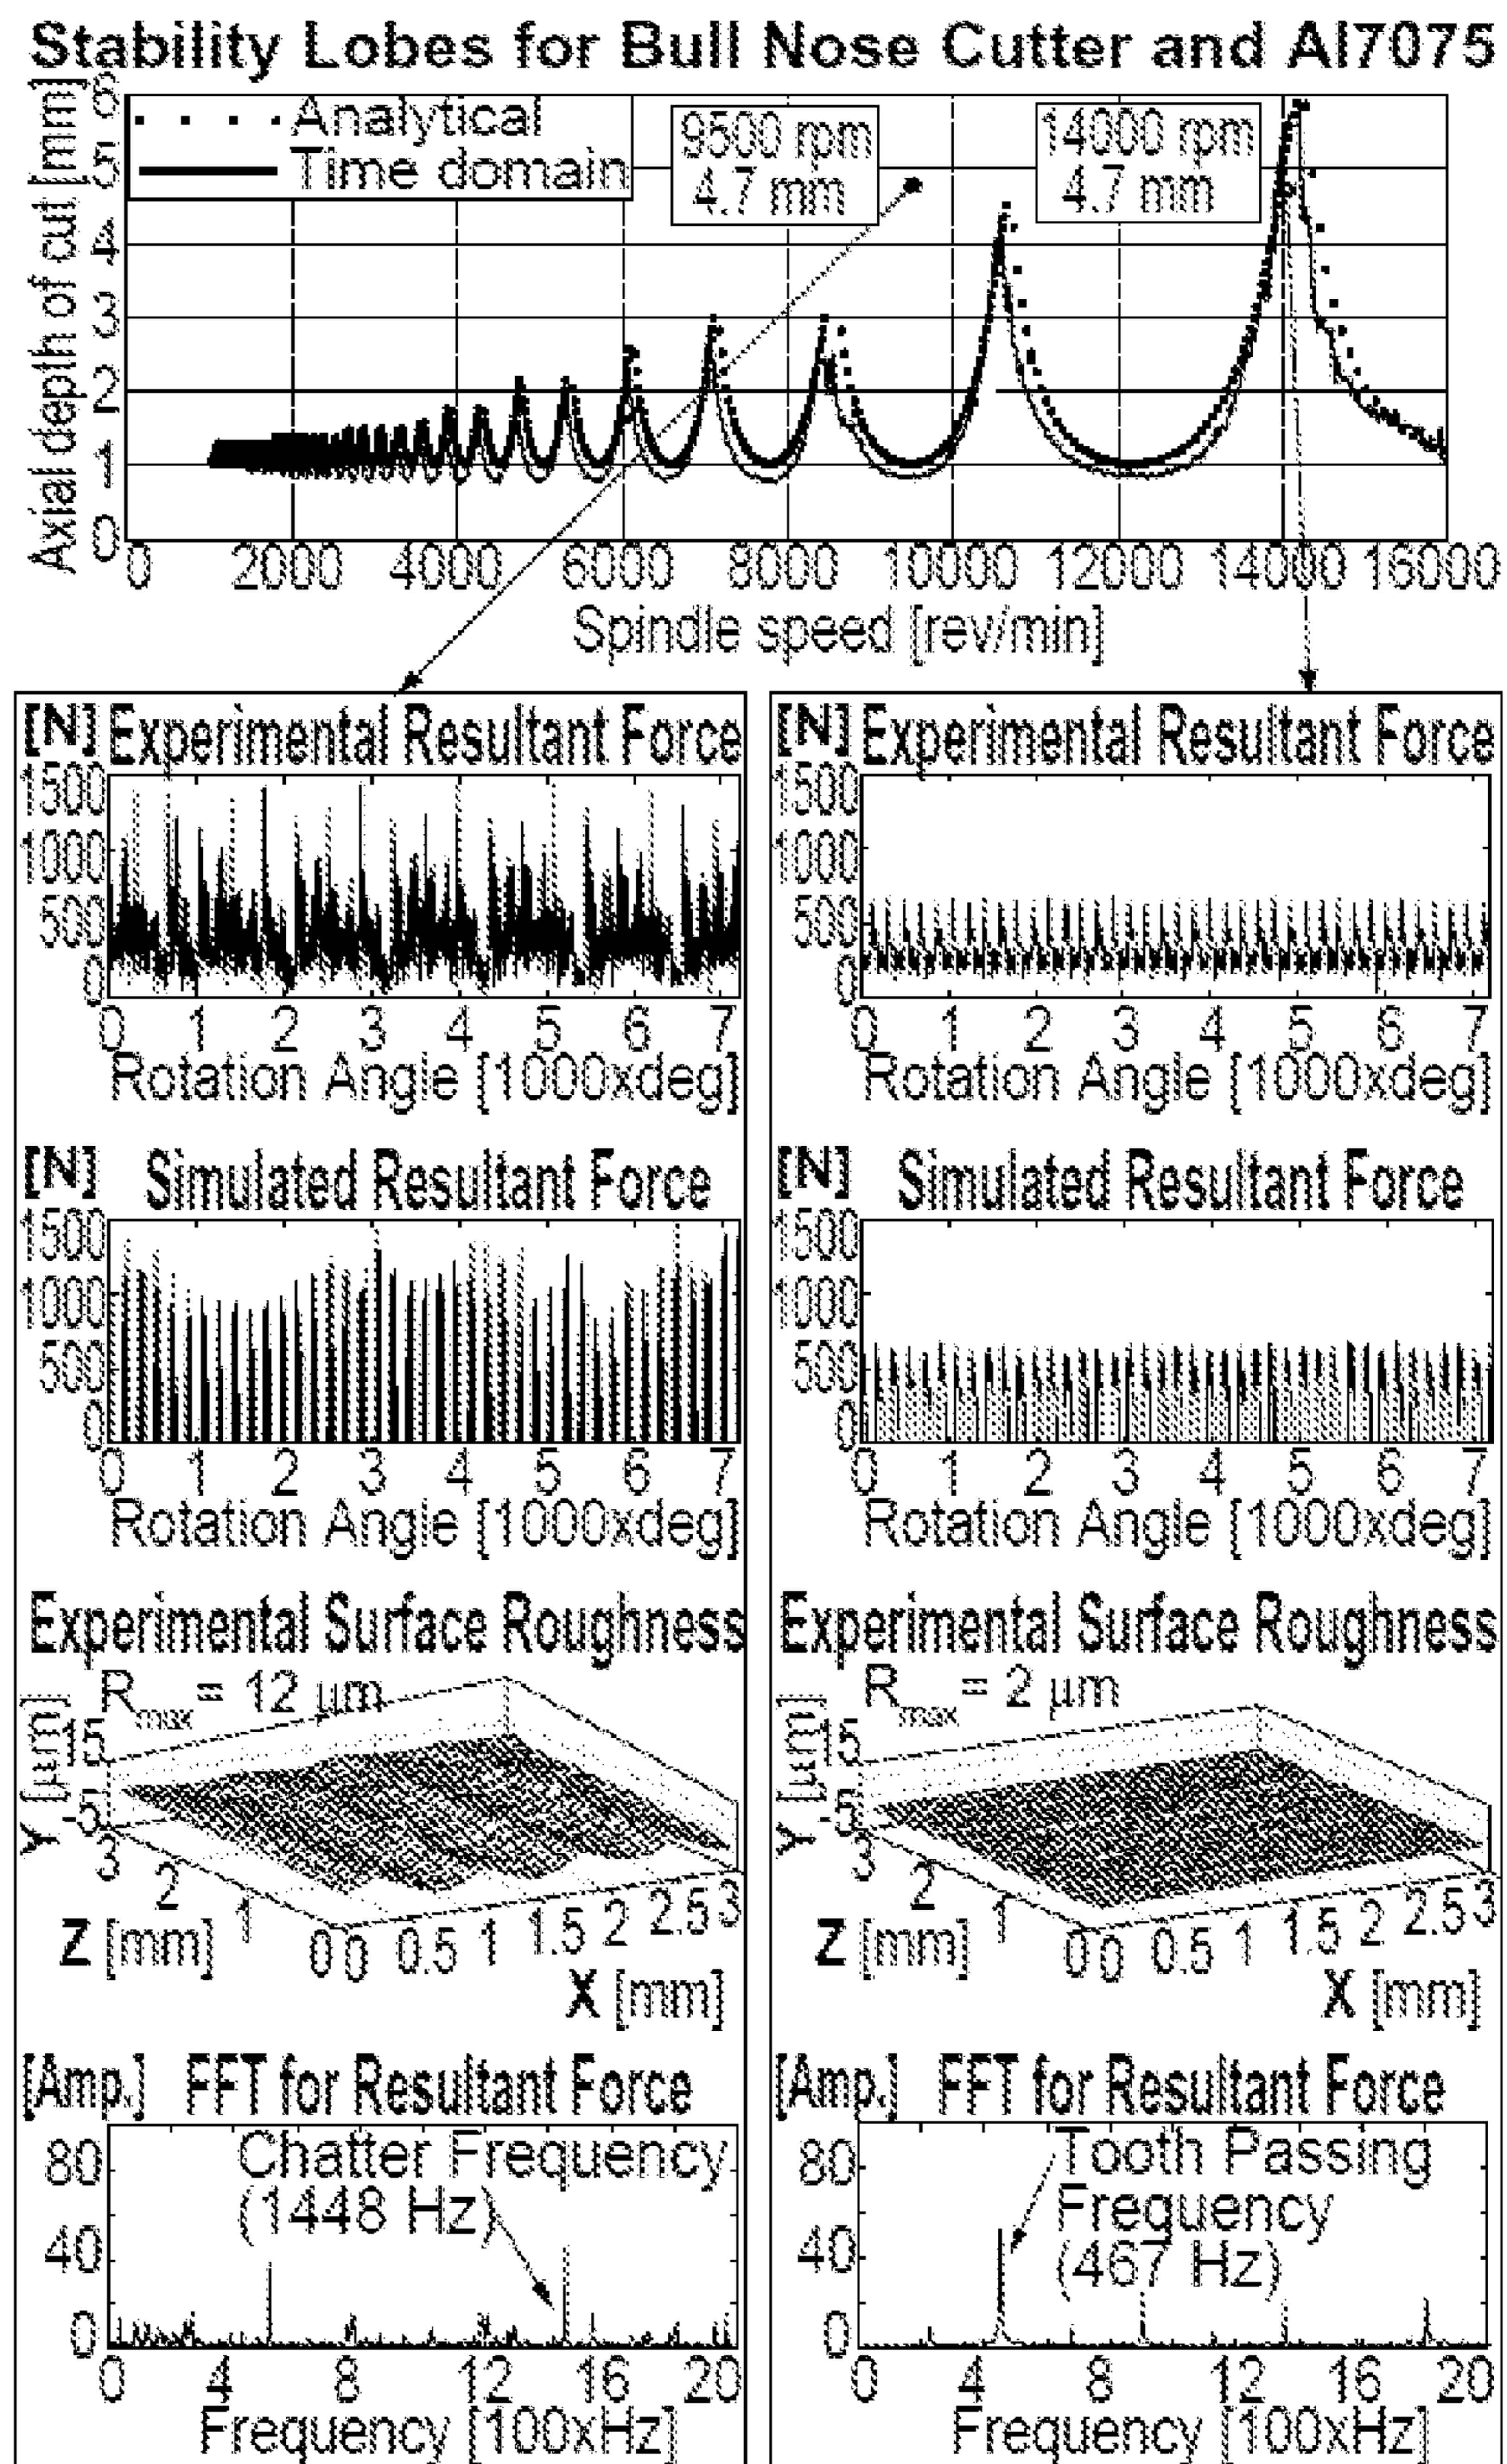 Stability Lobes for Bull Nose Cutter and Al7075
Axial depth of cut [mm]
6
5
4
3
2
1
0
Analytical
Time domain
9500 rpm
4.7 mm
14000 rpm
4.7 mm
0 2000 4000 6000 8000 10000 12000 14000 16000
Spindle speed [rev/min]
[N] Experimental Resultant Force
1500
1000
500
0
0 1 2 3 4 5 6 7
Rotation Angle [1000xdeg]
[N] Simulated Resultant Force
1500
1000
500
0
0 1 2 3 4 5 6 7
Rotation Angle [1000xdeg]
Experimental Surface Roughness
Rmax = 12 μm
Y [μm]
15
-5
3 2 1 0
Z [mm]
0 0.5 1 1.5 2 2.5 3
X [mm]
[Amp.] FFT for Resultant Force
Chatter Frequency
(1448 Hz)
80
40
0
0 4 8 12 16 20
Frequency [100xHz]
[N] Experimental Resultant Force
1500
1000
500
0
0 1 2 3 4 5 6 7
Rotation Angle [1000xdeg]
[N] Simulated Resultant Force
1500
1000
500
0
0 1 2 3 4 5 6 7
Rotation Angle [1000xdeg]
Experimental Surface Roughness
Rmax = 2 μm
Y [μm]
15
-5
3 2 1 0
Z [mm]
0 0.5 1 1.5 2 2.5 3
X [mm]
[Amp.] FFT for Resultant Force
Tooth Passing
Frequency
(467 Hz)
80
40
0
0 4 8 12 16 20
Frequency [100xHz]